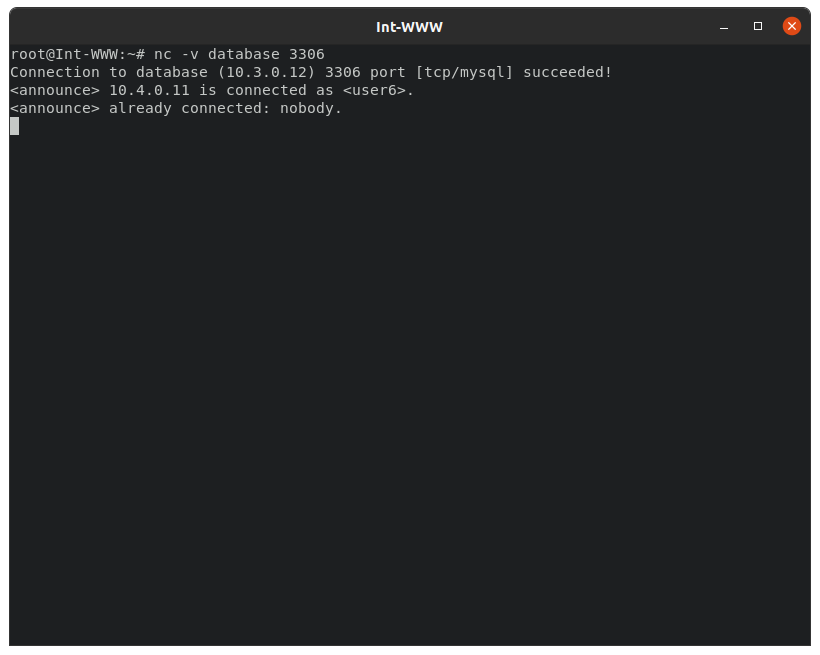 Int-WWW
root@Int-WWW:~# nc -v database 3306
Connection to database (10.3.0.12) 3306 port [tcp/mysql] succeeded!
<announce> 10.4.0.11 is connected as <user6>.
<announce> already connected: nobody.